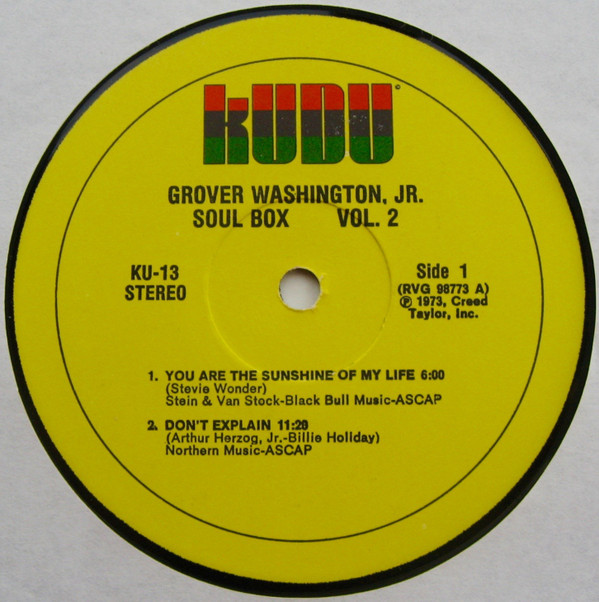 KUDU ©
GROVER WASHINGTON, JR.
SOUL BOX VOL. 2
KU-13
STEREO
Side 1
(RVG 98773 A)
℗ 1973, Creed
Taylor, Inc.
1. YOU ARE THE SUNSHINE OF MY LIFE 6:00
(Stevie Wonder)
Stein & Van Stock-Black Bull Music-ASCAP
2. DON'T EXPLAIN 11:20
(Arthur Herzog, Jr.-Billie Holiday)
Northern Music-ASCAP